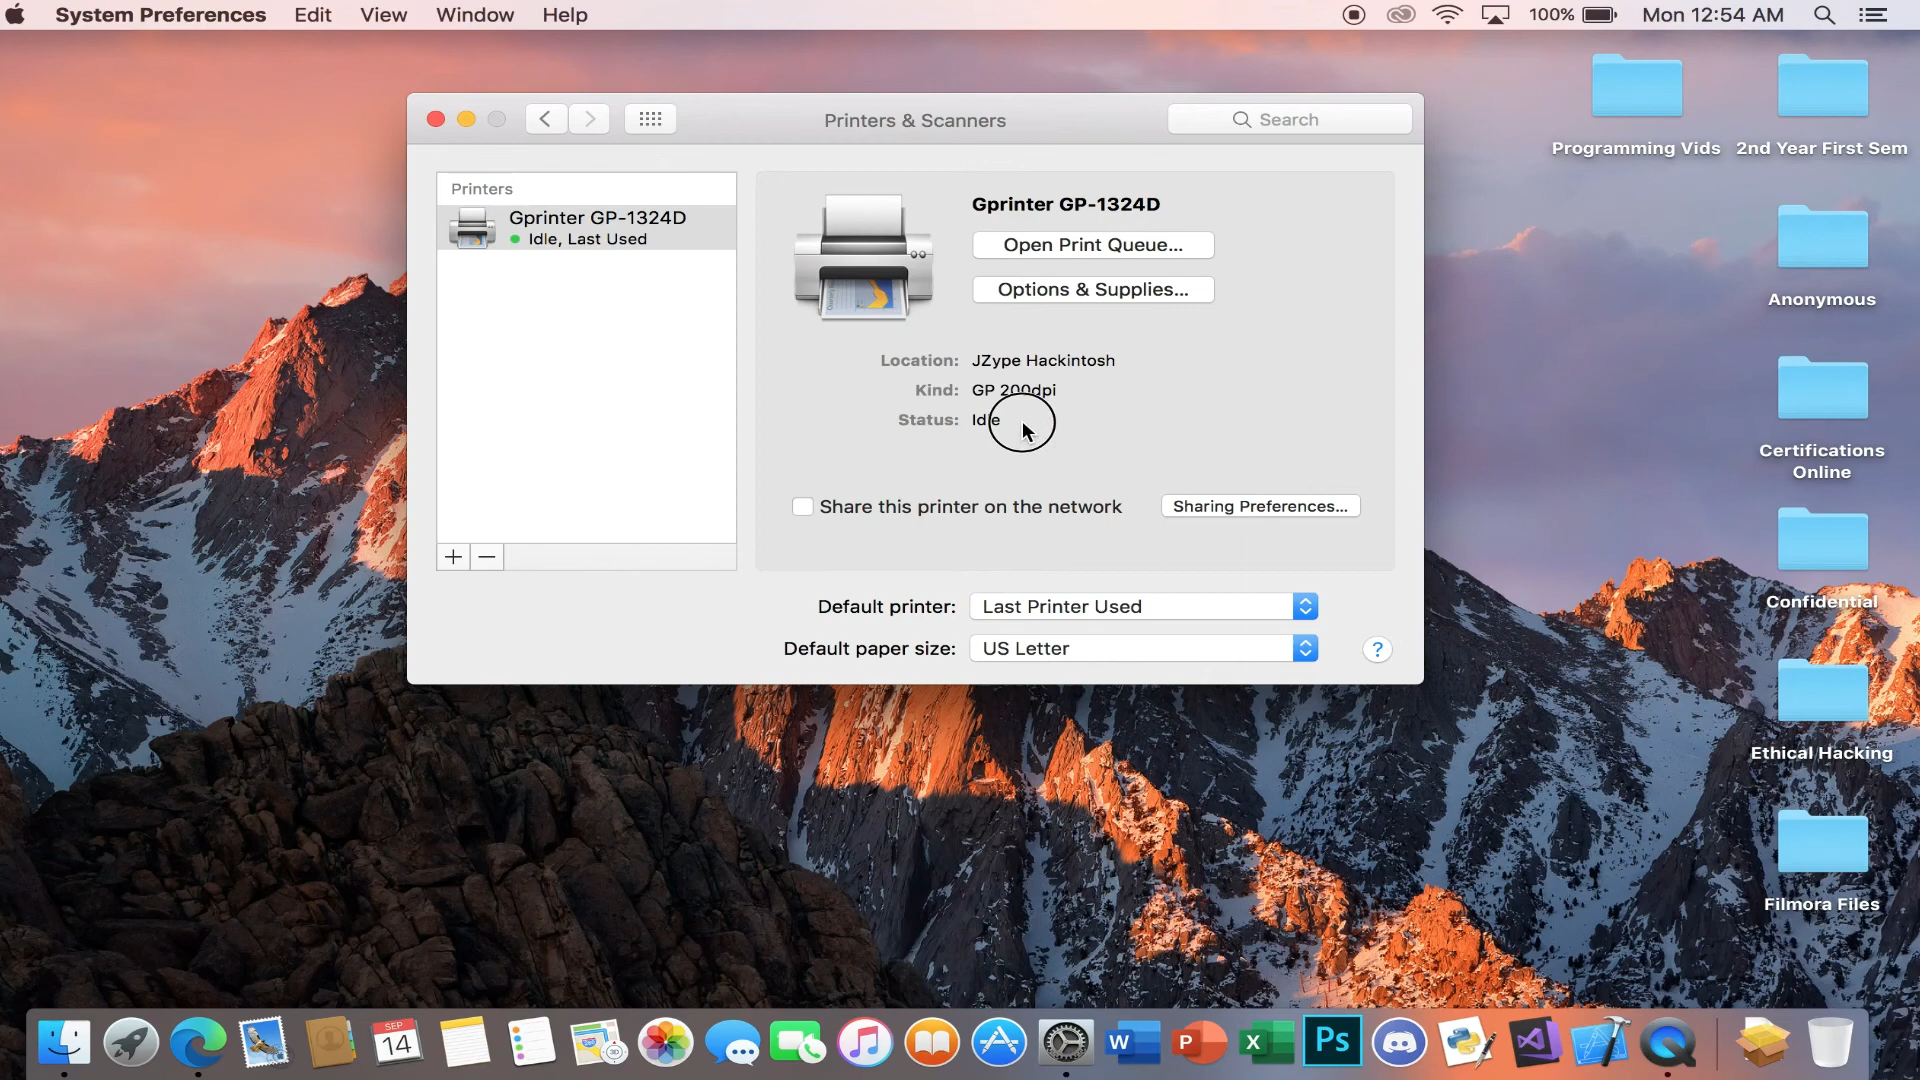 System Preferences Edit View Window Help
100% Mon 12:54 AM
Printers & Scanners
Search
Printers
Gprinter GP-1324D
Idle, Last Used
Gprinter GP-1324D
Open Print Queue...
Options & Supplies...
Location: JZype Hackintosh
Kind: GP 200dpi
Status: Idle
Share this printer on the network
Sharing Preferences...
Default printer: Last Printer Used
Default paper size: US Letter
?
Programming Vids
2nd Year First Sem
Anonymous
Certifications
Online
Confidential
Ethical Hacking
Filmora Files
SEP
14
3D
W
P
X
Ps